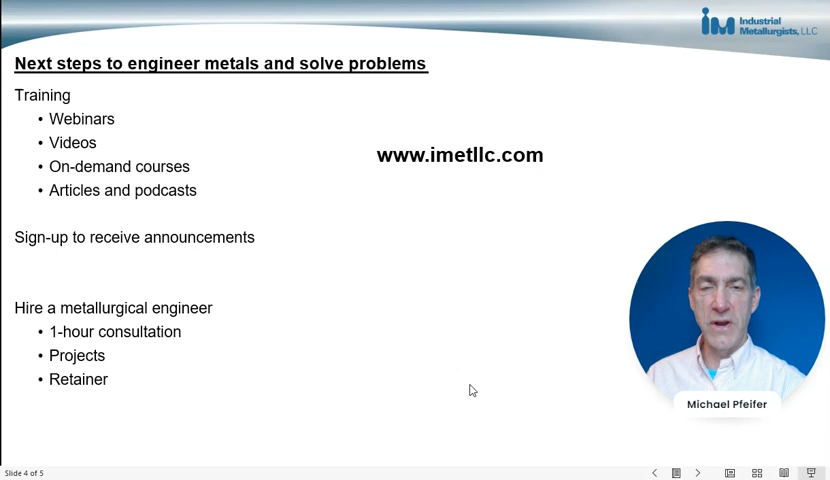 im Industrial
Metallurgists, LLC
Next steps to engineer metals and solve problems
Training
• Webinars
• Videos
• On-demand courses
• Articles and podcasts
www.imetllc.com
Sign-up to receive announcements
Hire a metallurgical engineer
• 1-hour consultation
• Projects
• Retainer
Michael Pfeifer
Slide 4 of 5